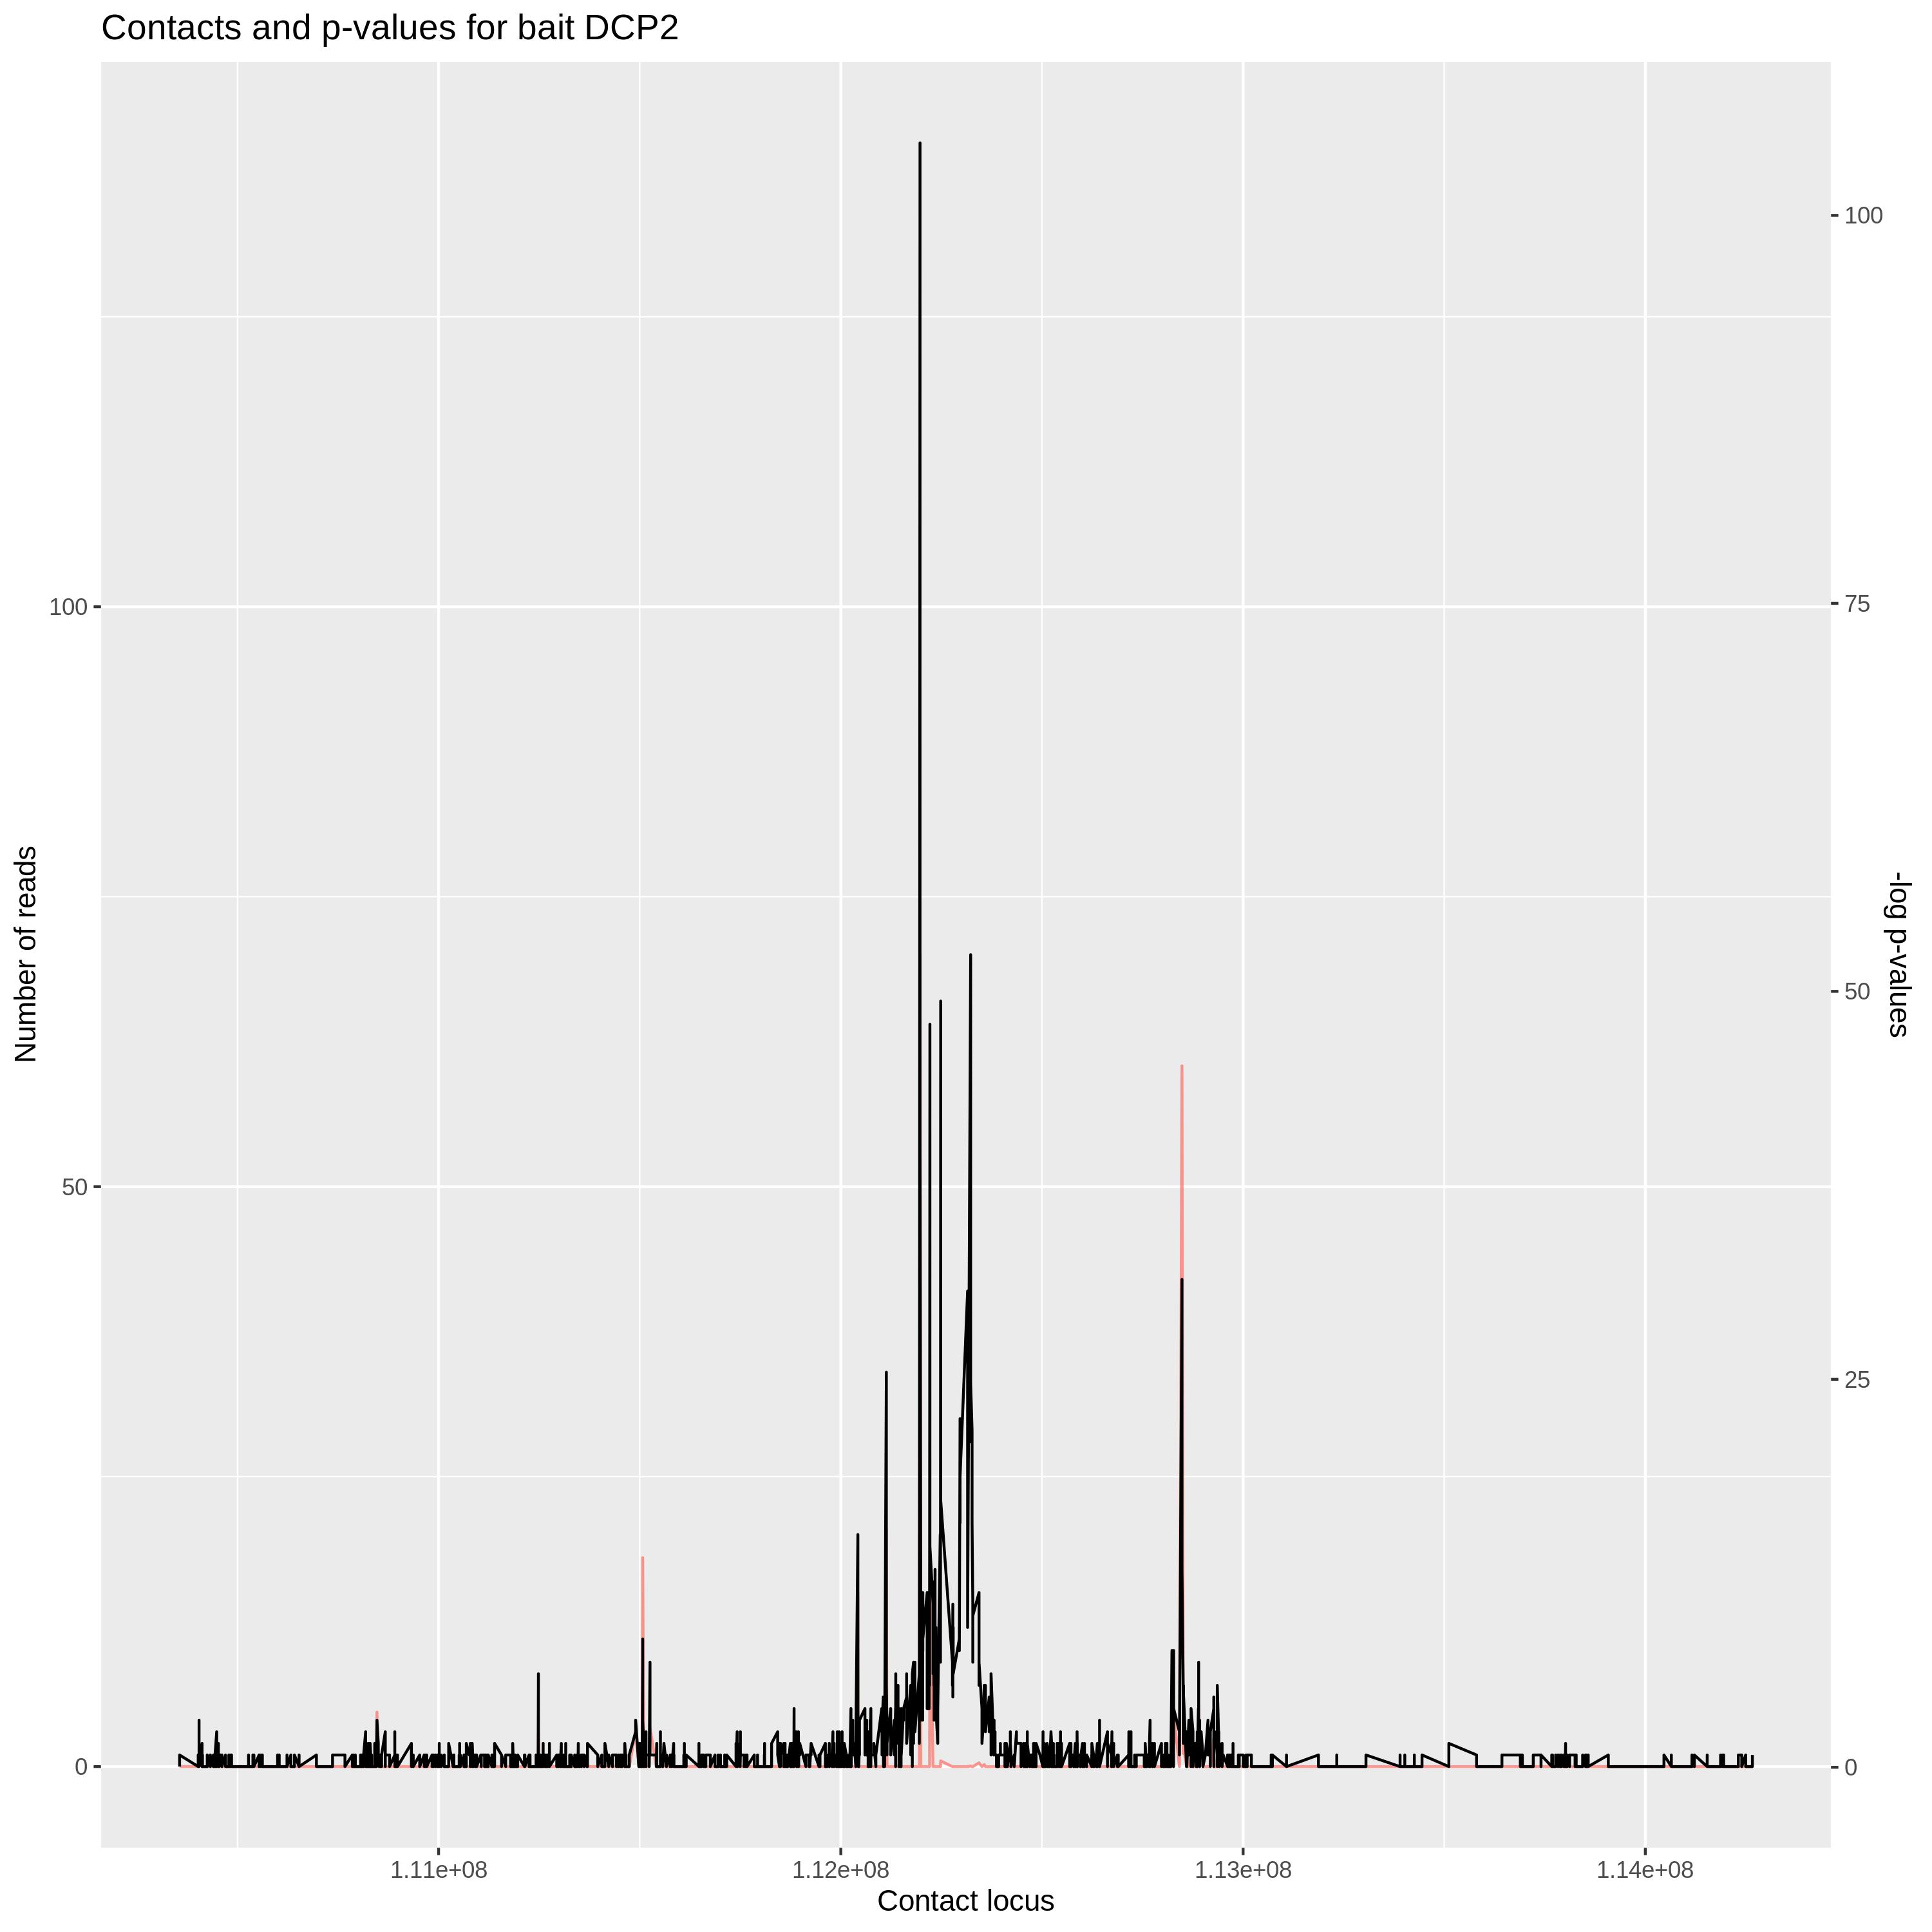 Contacts and p-values for bait DCP2
100
50
0
Number of reads
100
75
50
25
0
-log p-values
1.11e+08
1.12e+08
1.13e+08
1.14e+08
Contact locus